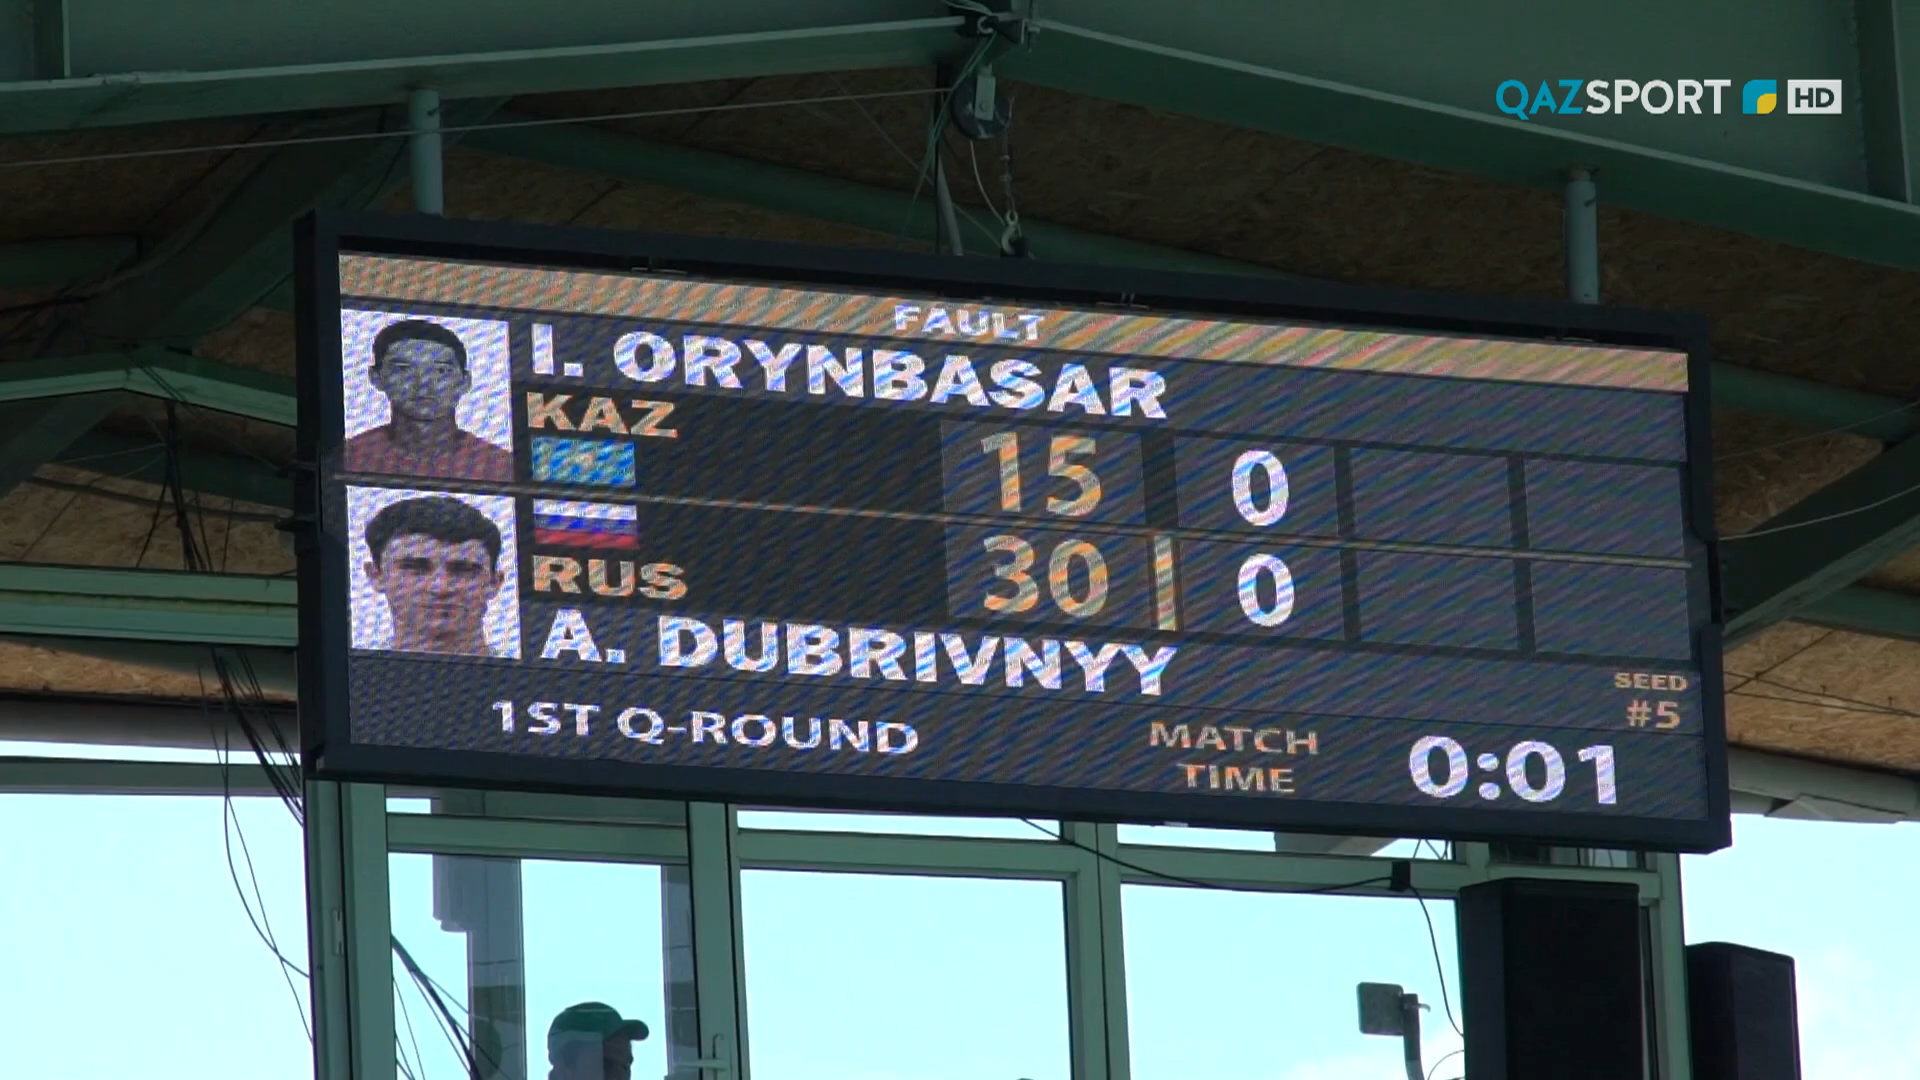 QAZSPORT HD
FAULT
I. ORYNBASAR
KAZ
15 0
30 0
RUS
A. DUBRIVNYY
SEED
#5
1ST Q-ROUND
MATCH
TIME
0:01